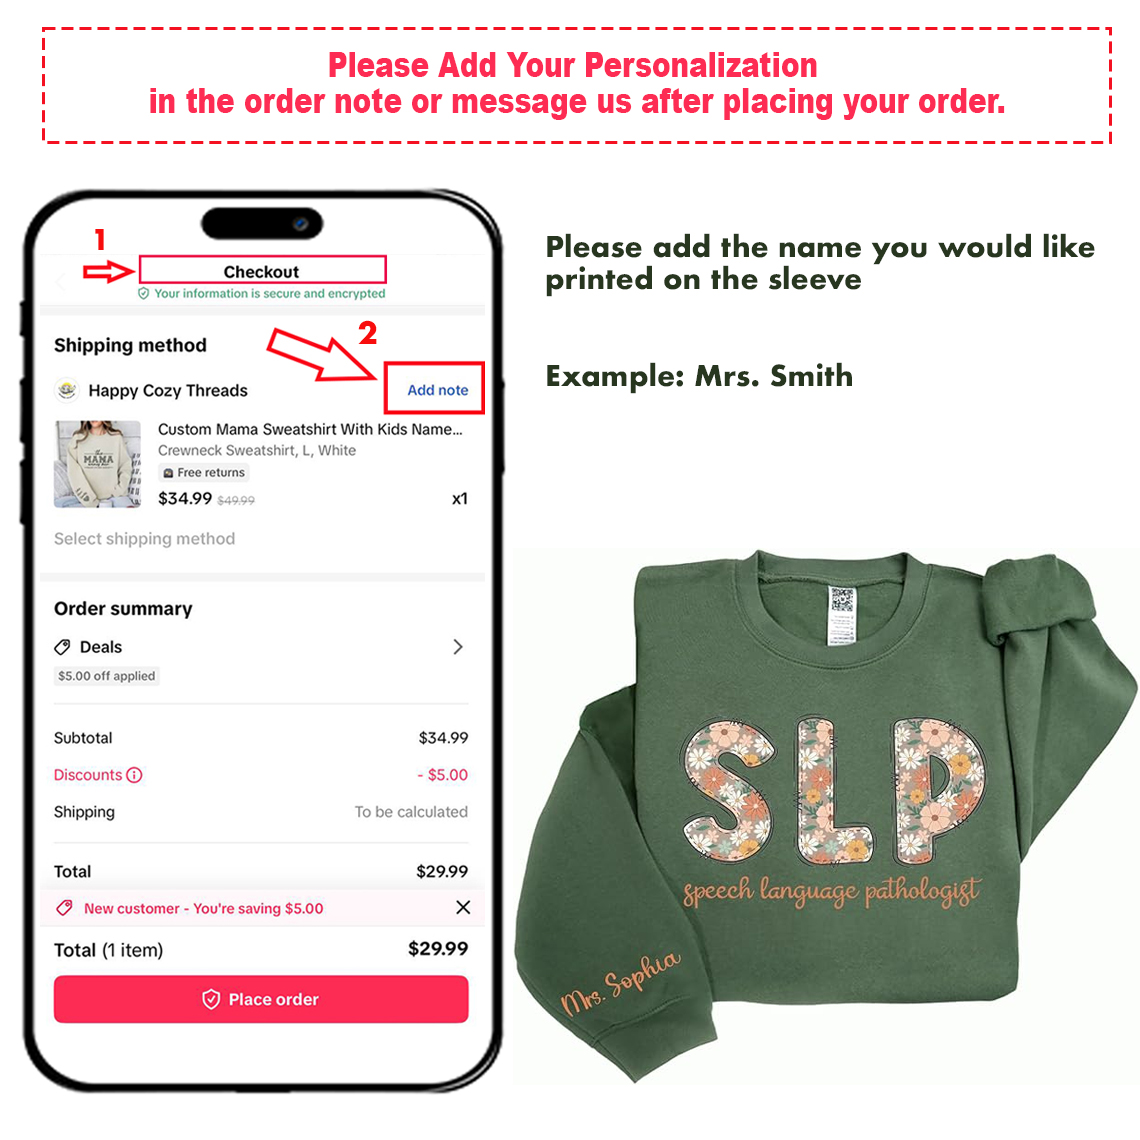 Please Add Your Personalization
in the order note or message us after placing your order.
1
Checkout
Your information is secure and encrypted
2
Shipping method
Happy Cozy Threads
Add note
Custom Mama Sweatshirt With Kids Name...
Crewneck Sweatshirt, L, White
Free returns
$34.99 $49.99
x1
MAMA
Select shipping method
Order summary
Deals
$5.00 off applied
Subtotal
$34.99
Discounts
- $5.00
Shipping
To be calculated
Total
$29.99
New customer - You're saving $5.00
Total (1 item)
$29.99
Place order
Please add the name you would like
printed on the sleeve
Example: Mrs. Smith
SLP
speech language pathologist
Mrs. Sophia